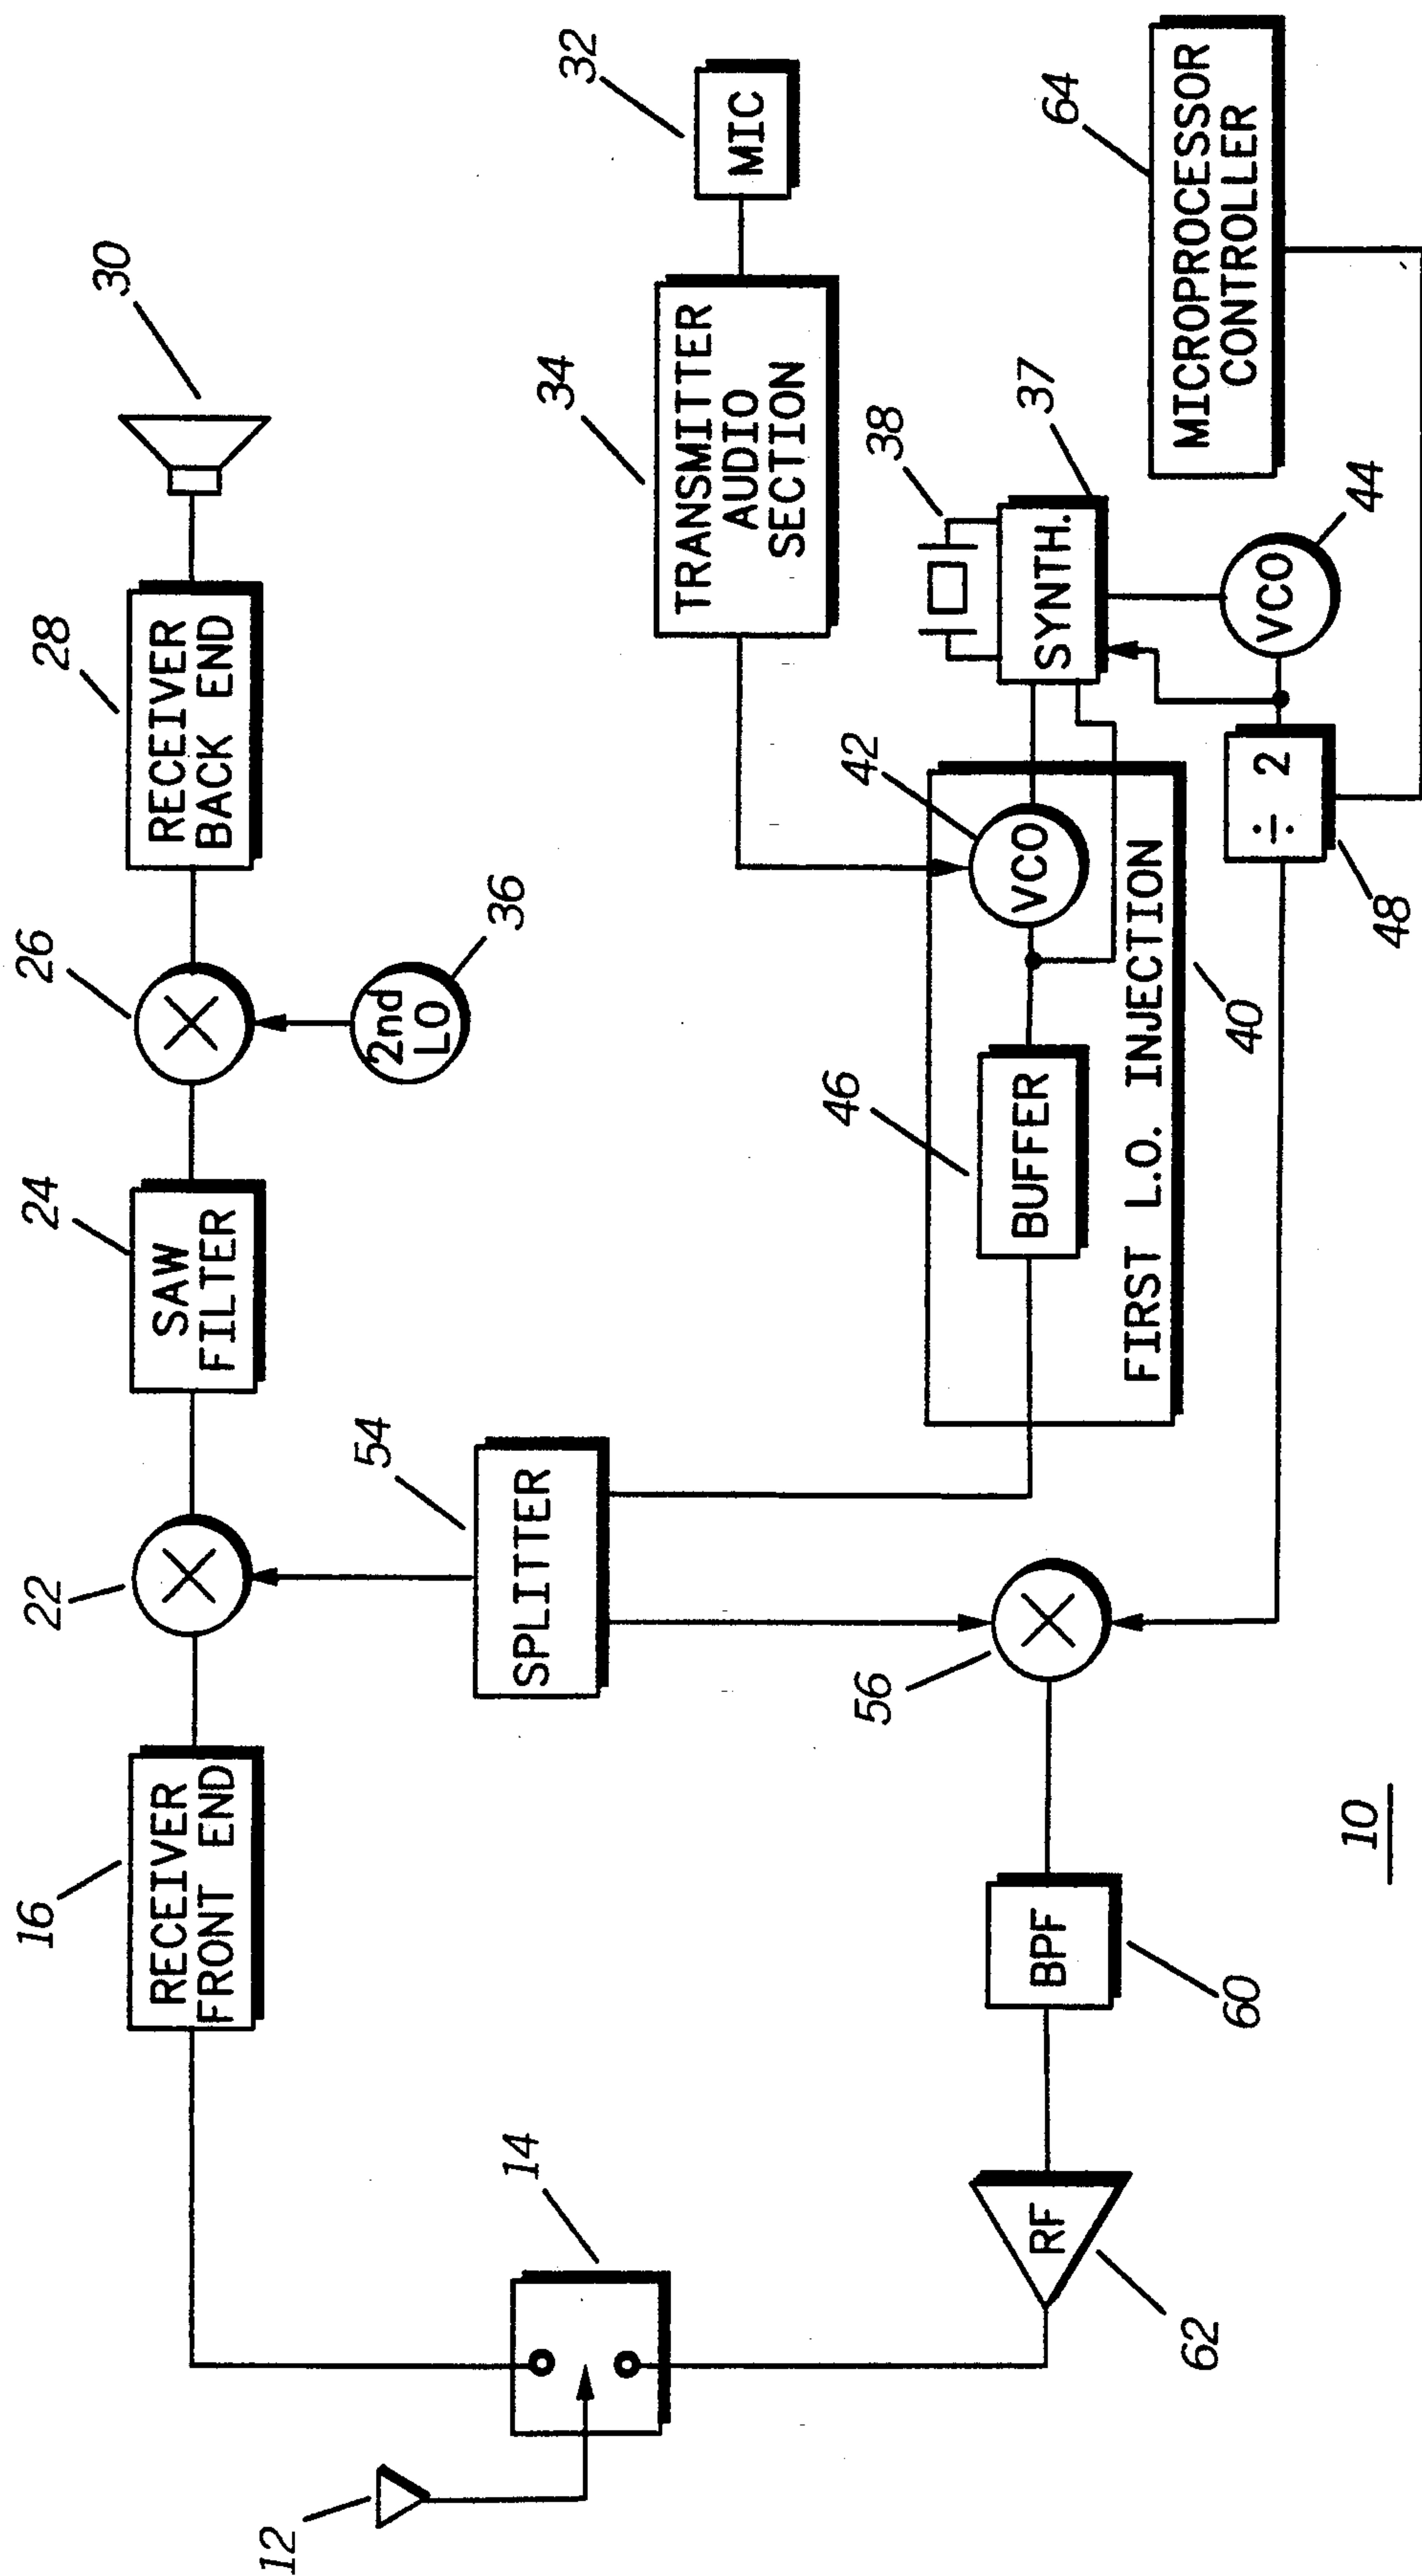 12
14
16
RECEIVER
FRONT END
22
24
SAW
FILTER
26
2nd
LO
36
28
RECEIVER
BACK END
30
54
SPLITTER
32
MIC
34
TRANSMITTER
AUDIO
SECTION
38
SYNTH.
37
42
VCO
46
BUFFER
FIRST L.O. INJECTION
40
VCO
44
÷ 2
48
64
MICROPROCESSOR
CONTROLLER
56
BPF
60
RF
62
10